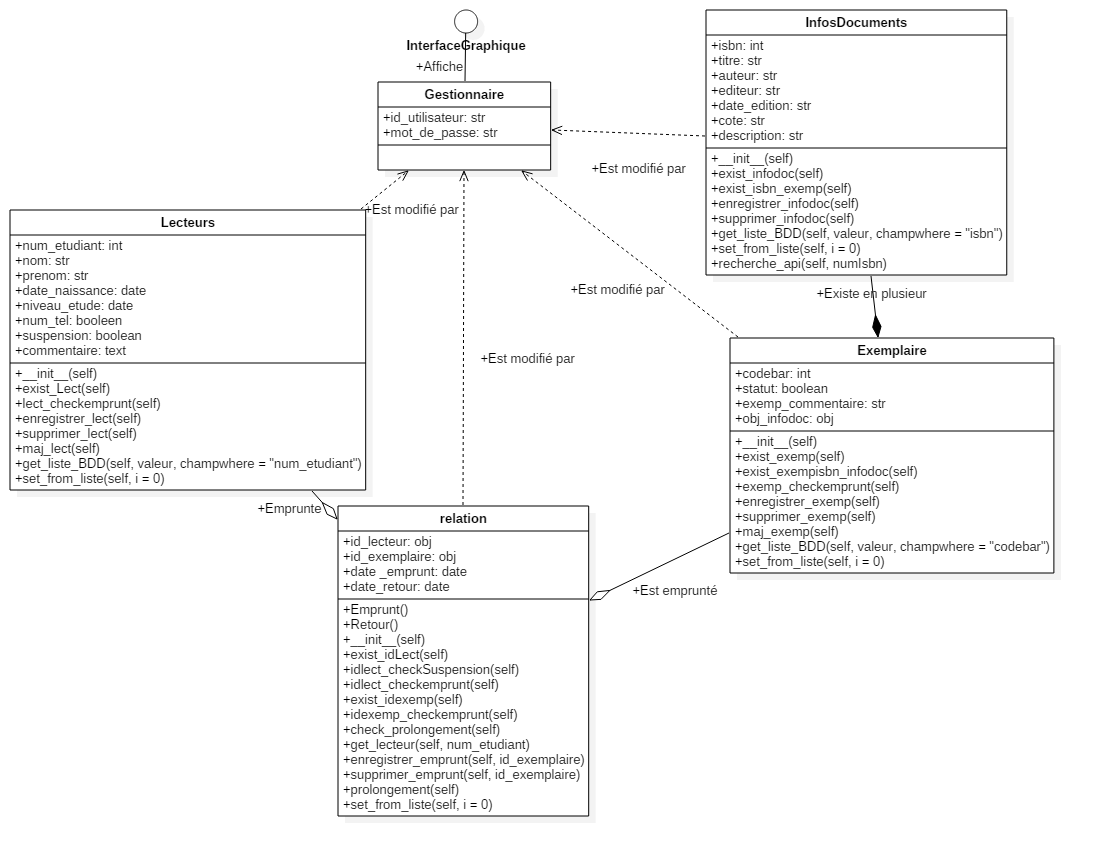 InterfaceGraphique
+Affiche
Gestionnaire
+id_utilisateur: str
+mot_de_passe: str
InfosDocuments
+isbn: int
+titre: str
+auteur: str
+editeur: str
+date_edition: str
+cote: str
+description: str
+__init__(self)
+exist_infodoc(self)
+exist_isbn_exemp(self)
+enregistrer_infodoc(self)
+supprimer_infodoc(self)
+get_liste_BDD(self, valeur, champwhere = "isbn")
+set_from_liste(self, i = 0)
+recherche_api(self, numIsbn)
+Est modifié par
+Est modifié par
+Est modifié par
+Est modifié par
+Existe en plusieur
Lecteurs
+num_etudiant: int
+nom: str
+prenom: str
+date_naissance: date
+niveau_etude: date
+num_tel: booleen
+suspension: boolean
+commentaire: text
+__init__(self)
+exist_Lect(self)
+lect_checkemprunt(self)
+enregistrer_lect(self)
+supprimer_lect(self)
+maj_lect(self)
+get_liste_BDD(self, valeur, champwhere = "num_etudiant")
+set_from_liste(self, i = 0)
Exemplaire
+codebar: int
+statut: boolean
+exemp_commentaire: str
+obj_infodoc: obj
+__init__(self)
+exist_exemp(self)
+exist_exempisbn_infodoc(self)
+exemp_checkemprunt(self)
+enregistrer_exemp(self)
+supprimer_exemp(self)
+maj_exemp(self)
+get_liste_BDD(self, valeur, champwhere = "codebar")
+set_from_liste(self, i = 0)
+Emprunte
+Est emprunté
relation
+id_lecteur: obj
+id_exemplaire: obj
+date _emprunt: date
+date_retour: date
+Emprunt()
+Retour()
+__init__(self)
+exist_idLect(self)
+idlect_checkSuspension(self)
+idlect_checkemprunt(self)
+exist_idexemp(self)
+idexemp_checkemprunt(self)
+check_prolongement(self)
+get_lecteur(self, num_etudiant)
+enregistrer_emprunt(self, id_exemplaire)
+supprimer_emprunt(self, id_exemplaire)
+prolongement(self)
+set_from_liste(self, i = 0)